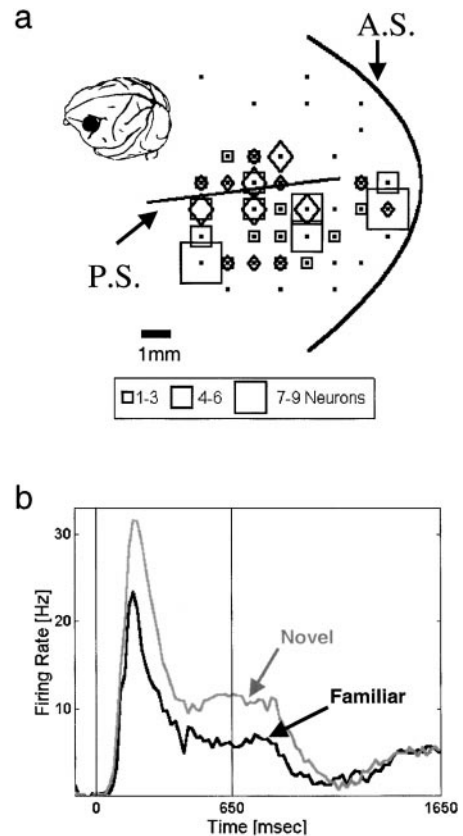 a
A.S.
P.S.
1mm
1-3 4-6 7-9 Neurons
b
30
20
10
Firing Rate [Hz]
Novel
Familiar
0 650 1650
Time [msec]